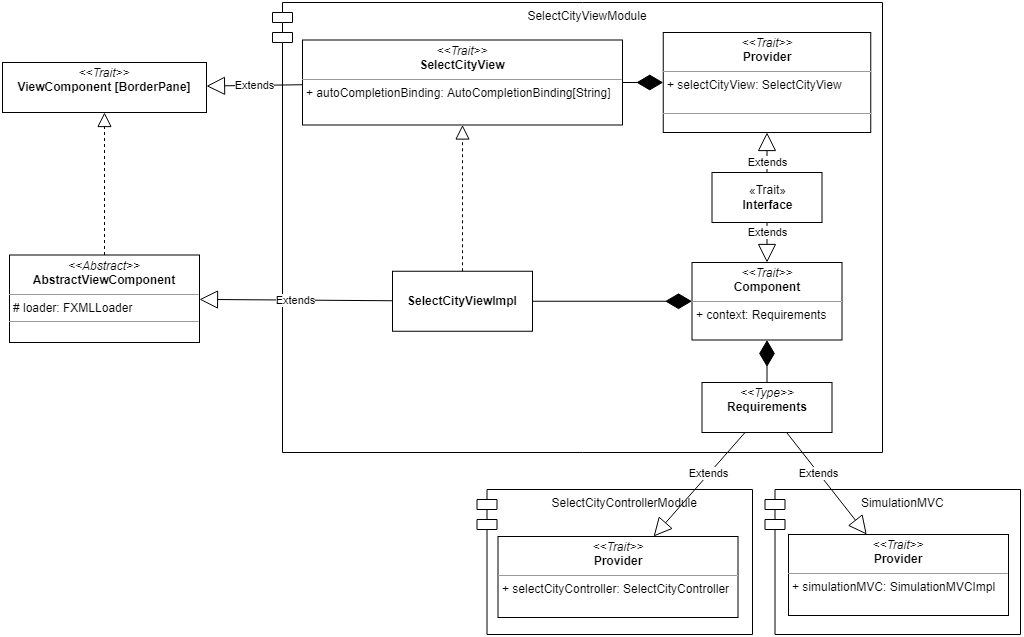 SelectCityViewModule
<<Trait>>
ViewComponent [BorderPane]
Extends
<<Trait>>
SelectCityView
+ autoCompletionBinding: AutoCompletionBinding[String]
<<Trait>>
Provider
+ selectCityView: SelectCityView
Extends
«Trait»
Interface
Extends
<<Abstract>>
AbstractViewComponent
# loader: FXMLLoader
Extends
SelectCityViewImpl
<<Trait>>
Component
+ context: Requirements
<<Type>>
Requirements
Extends
Extends
SelectCityControllerModule
<<Trait>>
Provider
+ selectCityController: SelectCityController
SimulationMVC
<<Trait>>
Provider
+ simulationMVC: SimulationMVCImpl